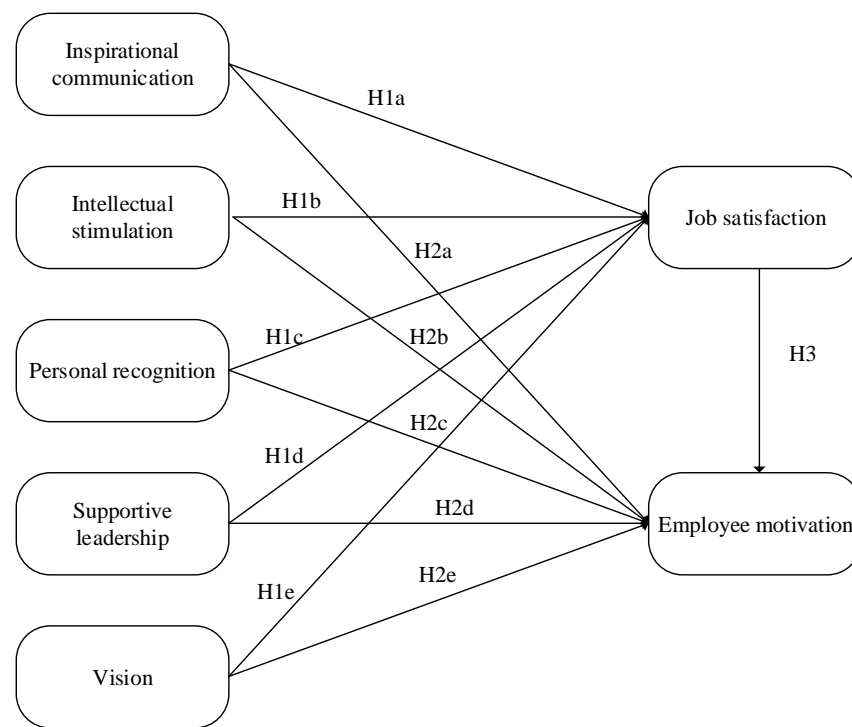 Inspirational
communication
H1a
Intellectual
stimulation
H1b
Job satisfaction
H2a
Personal recognition
H1c
H2b
H3
H2c
H1d
Supportive
leadership
H2d
Employee motivation
H1e
H2e
Vision